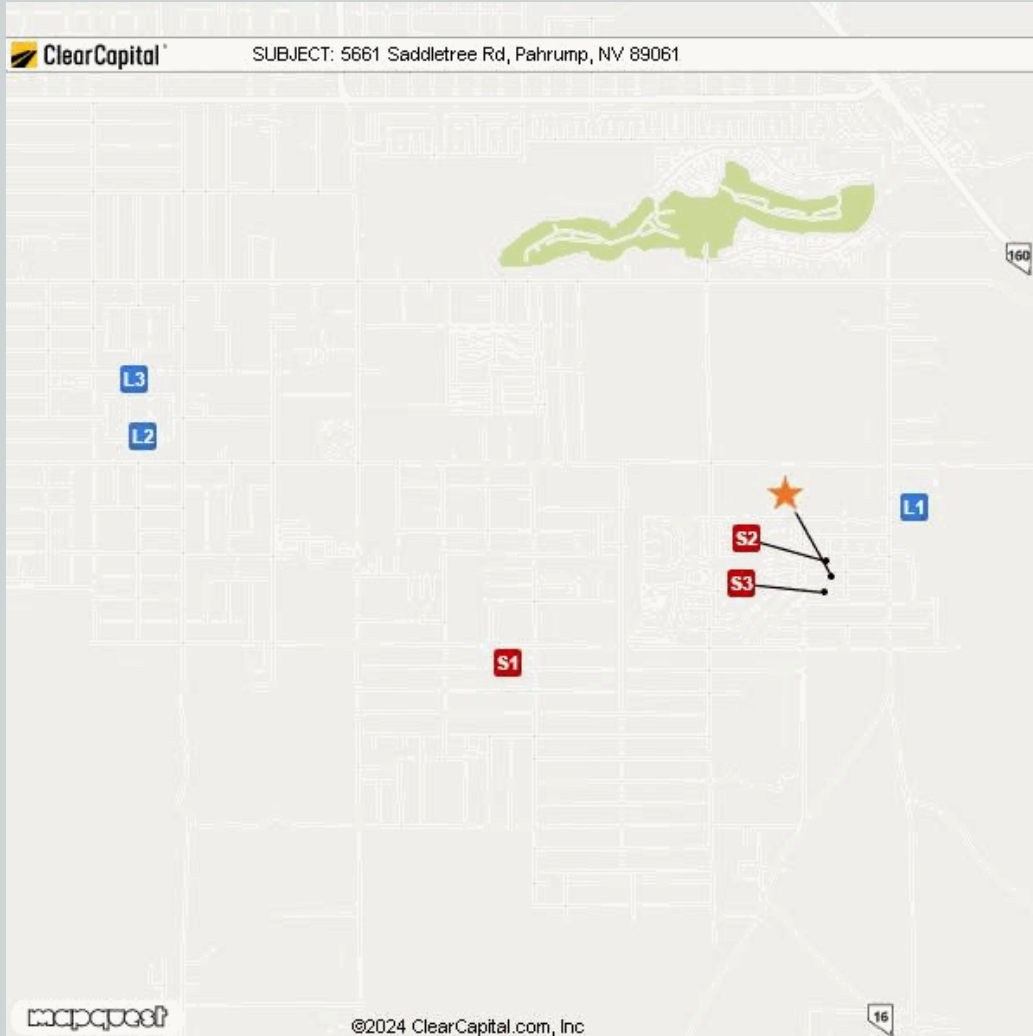 ClearCapital
SUBJECT: 5661 Saddletree Rd, Pahrump, NV 89061
160
L3
L2
L1
S2
S3
S1
mapquest
©2024 ClearCapital.com, Inc
16